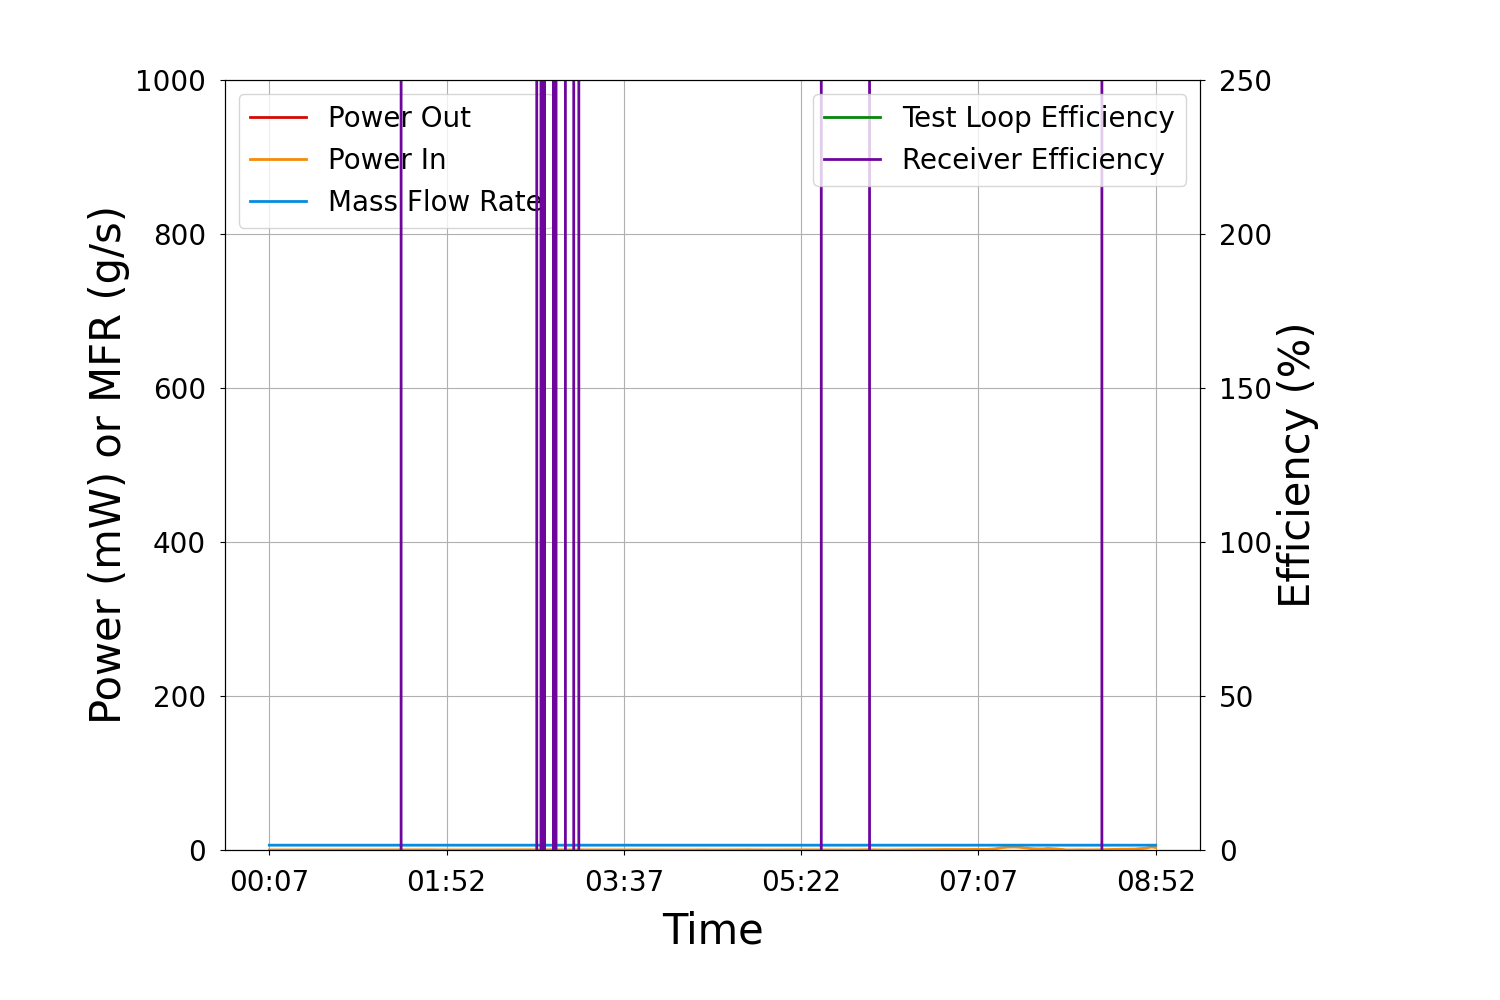 1000
800
600
400
200
0
Power (mW) or MFR (g/s)
Power Out
Power In
Mass Flow Rate
Test Loop Efficiency
Receiver Efficiency
250
200
150
100
50
0
Efficiency (%)
00:07 01:52 03:37 05:22 07:07 08:52
Time